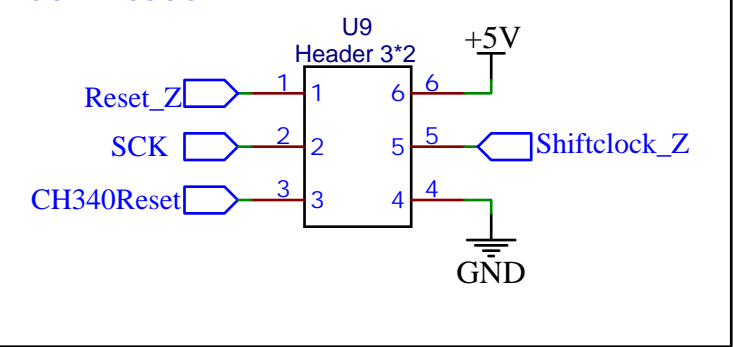 U9
Header 3*2
+5V
Reset_Z 1 1 6 6
SCK 2 2 5 5 Shiftclock_Z
CH340Reset 3 3 4 4
GND